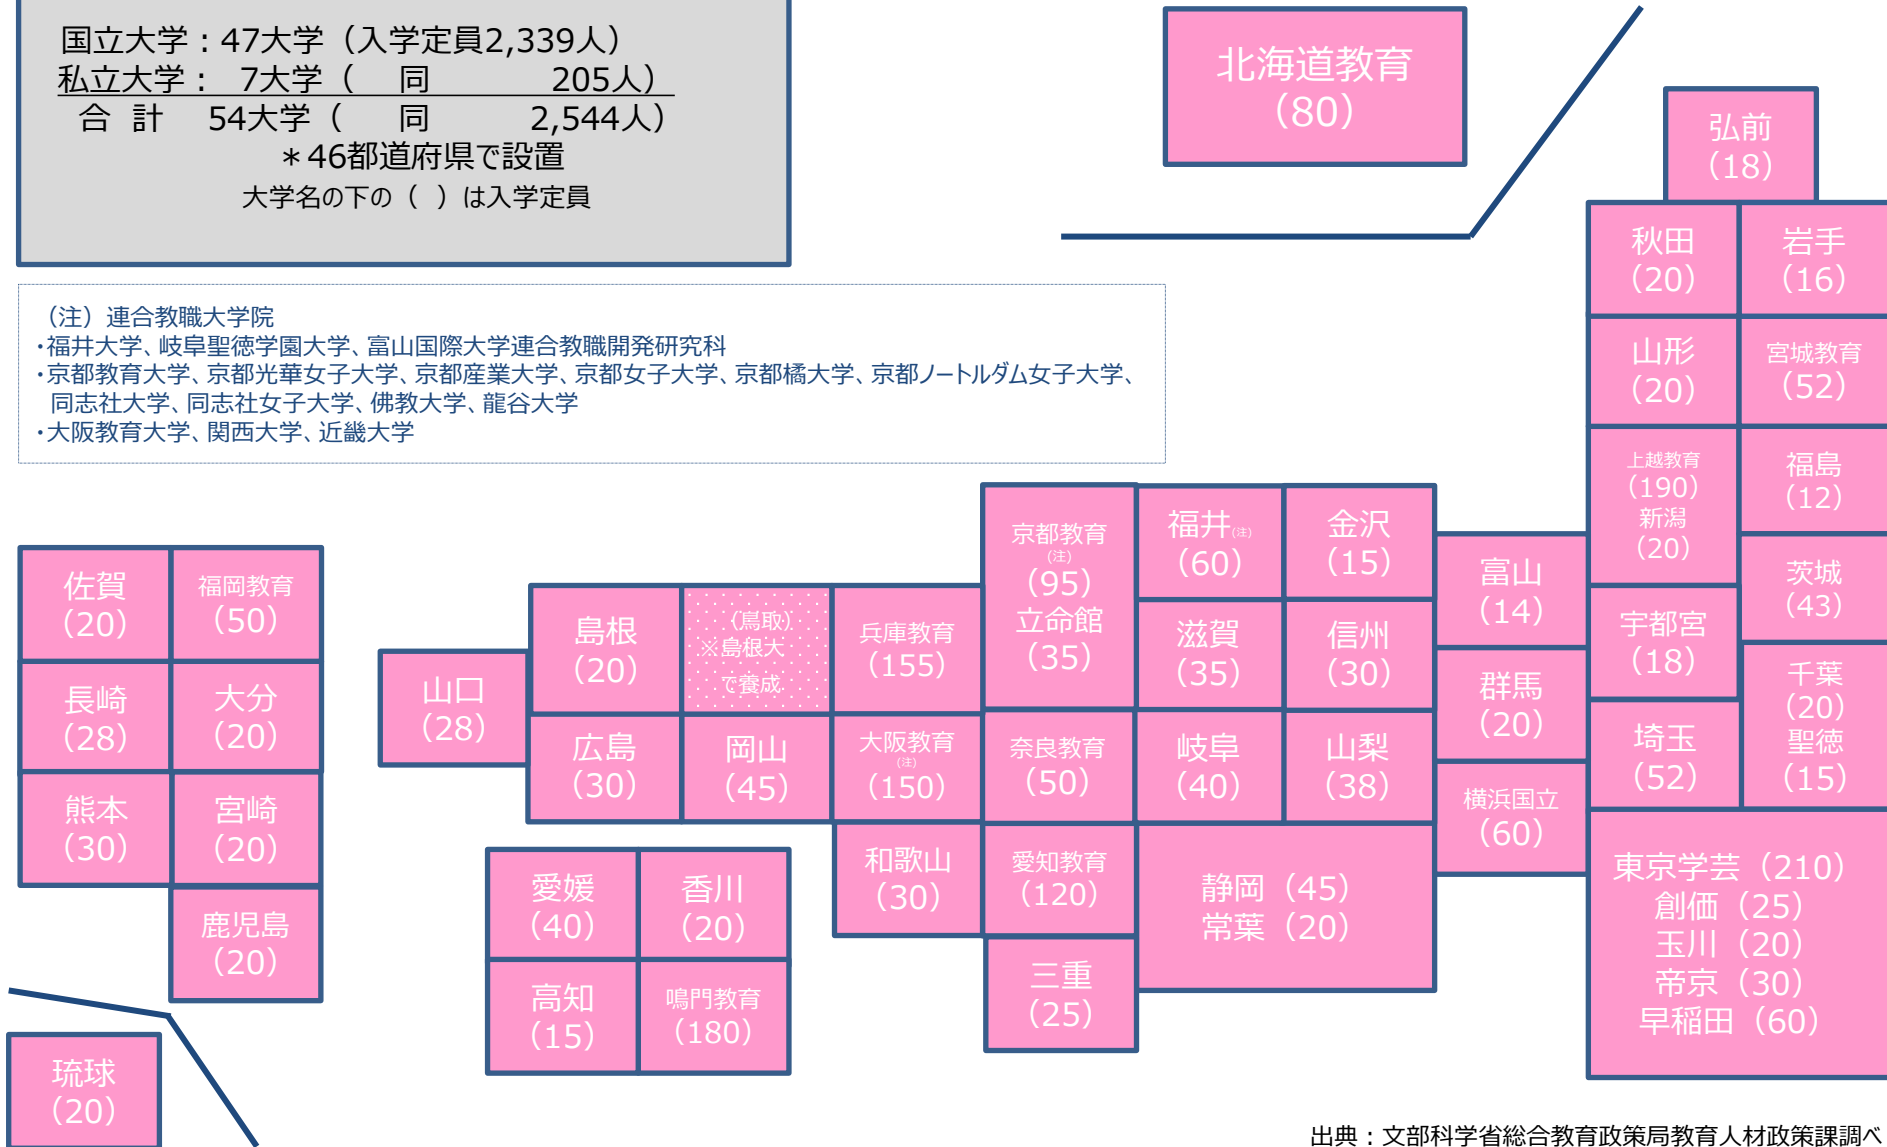 国立大学：47大学（入学定員2,339人）
私立大学：　7大学（　同　205人）
合 計　54大学（　同　2,544人）
＊46都道府県で設置
大学名の下の（ ）は入学定員
（注）連合教職大学院
・福井大学、岐阜聖徳学園大学、富山国際大学連合教職開発研究科
・京都教育大学、京都光華女子大学、京都産業大学、京都女子大学、京都橘大学、京都ノートルダム女子大学、
同志社大学、同志社女子大学、佛教大学、龍谷大学
・大阪教育大学、関西大学、近畿大学
北海道教育
（80）
弘前
（18）
秋田
（20）
岩手
（16）
山形
（20）
宮城教育
（52）
上越教育
（190）
新潟
（20）
福島
（12）
茨城
（43）
宇都宮
（18）
千葉
（20）
聖徳
（15）
埼玉
（52）
東京学芸（210）
創価（25）
玉川（20）
帝京（30）
早稲田（60）
富山
（14）
群馬
（20）
横浜国立
（60）
金沢
（15）
信州
（30）
山梨
（38）
静岡（45）
常葉（20）
福井（注）
（60）
滋賀
（35）
岐阜
（40）
京都教育
（注）
（95）
立命館
（35）
奈良教育
（50）
愛知教育
（120）
三重
（25）
兵庫教育
（155）
大阪教育
（注）
（150）
和歌山
（30）
（鳥取）
※島根大
で養成
岡山
（45）
島根
（20）
広島
（30）
山口
（28）
愛媛
（40）
香川
（20）
高知
（15）
鳴門教育
（180）
佐賀
（20）
福岡教育
（50）
長崎
（28）
大分
（20）
熊本
（30）
宮崎
（20）
鹿児島
（20）
琉球
（20）
出典：文部科学省総合教育政策局教育人材政策課調べ